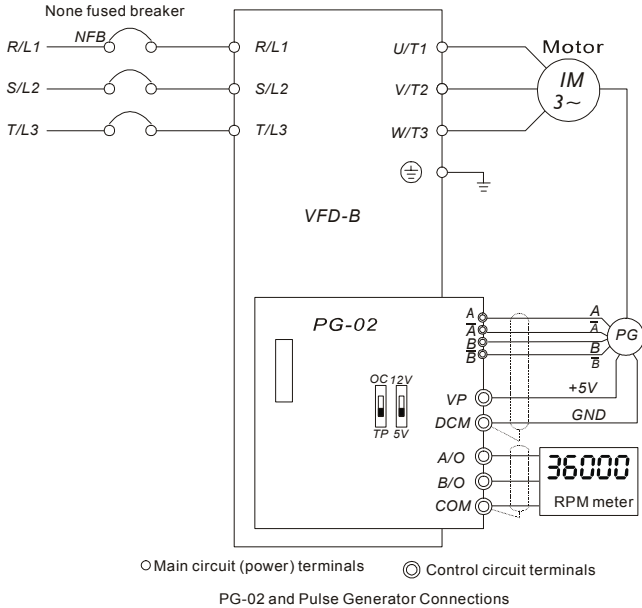 None fused breaker
R/L1 NFB R/L1 U/T1 Motor
S/L2 S/L2 V/T2 IM
3~
T/L3 T/L3 W/T3
VFD-B
PG-02
A A
A̅ A̅
B B
B̅ B̅
PG
OC 12V
TP 5V
VP +5V
DCM GND
A/O 36000
B/O
COM RPM meter
Main circuit (power) terminals Control circuit terminals
PG-02 and Pulse Generator Connections